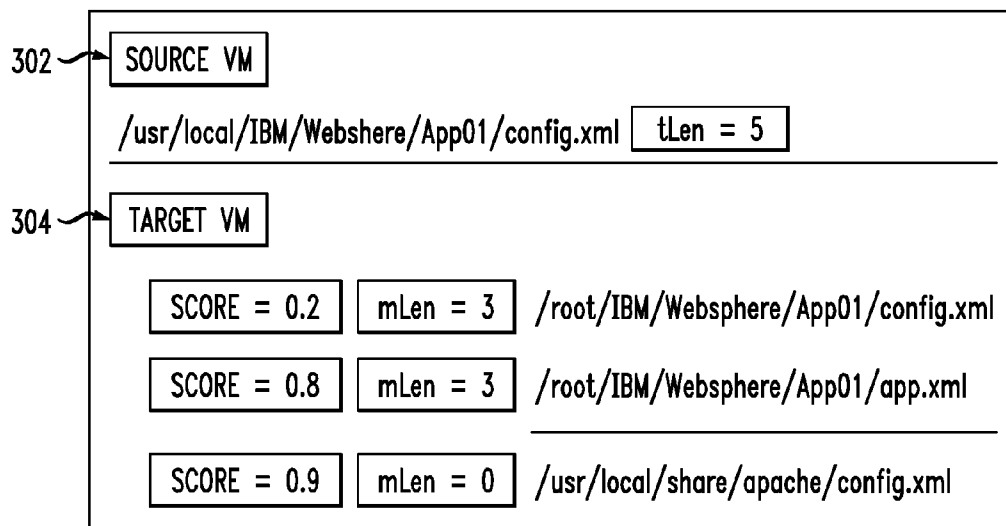 302 SOURCE VM
/usr/local/IBM/Webshere/App01/config.xml tLen = 5
304 TARGET VM
SCORE = 0.2 mLen = 3 /root/IBM/Websphere/App01/config.xml
SCORE = 0.8 mLen = 3 /root/IBM/Websphere/App01/app.xml
SCORE = 0.9 mLen = 0 /usr/local/share/apache/config.xml